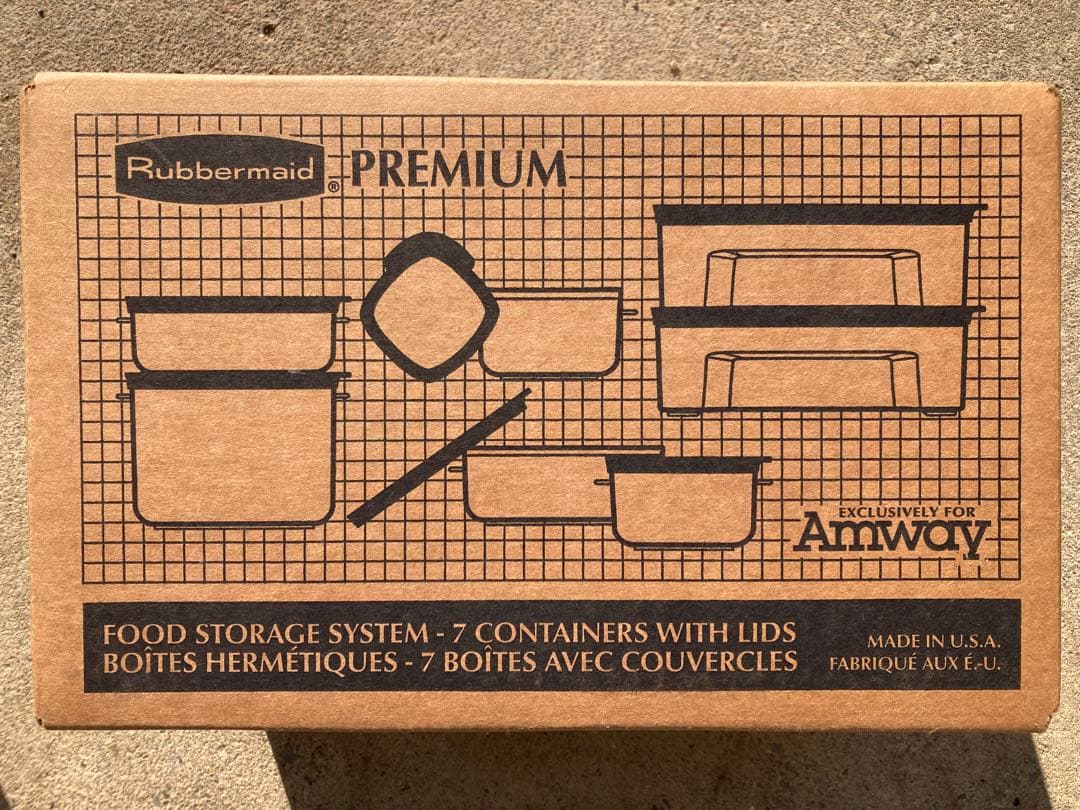 Rubbermaid® PREMIUM
EXCLUSIVELY FOR
Amway
FOOD STORAGE SYSTEM - 7 CONTAINERS WITH LIDS
BOÎTES HERMÉTIQUES - 7 BOÎTES AVEC COUVERCLES
MADE IN U.S.A.
FABRIQUÉ AUX É.-U.